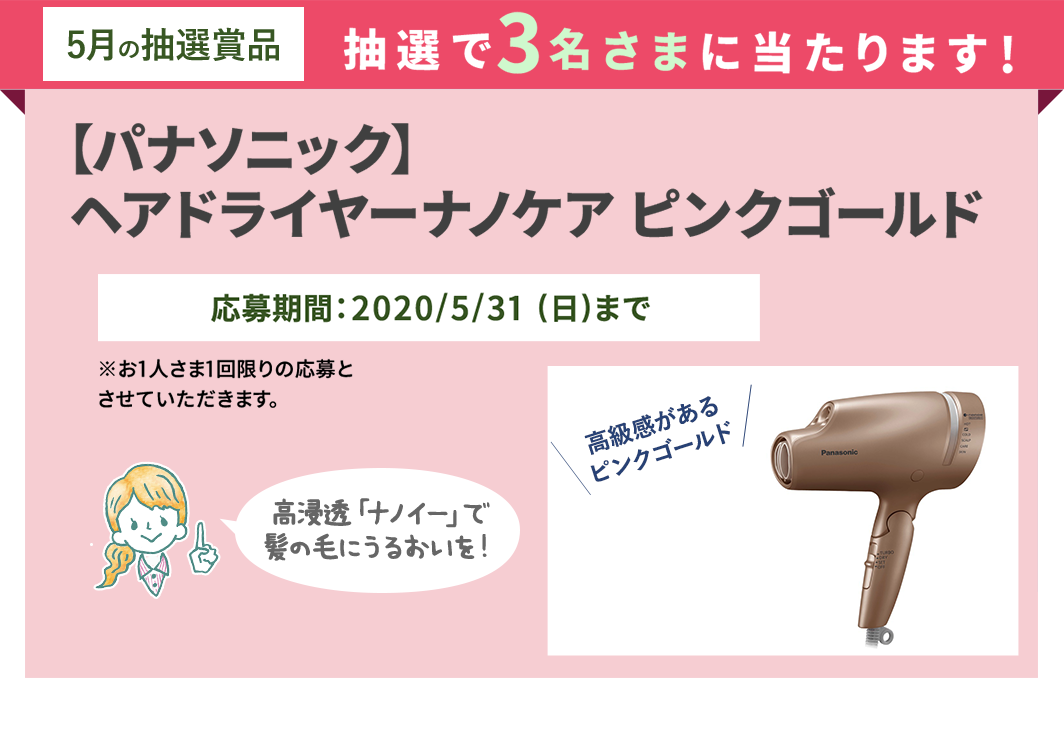 5月の抽選賞品
抽選で3名さまに当たります!
【パナソニック】
ヘアドライヤーナノケア ピンクゴールド
応募期間：2020/5/31 (日)まで
※お1人さま1回限りの応募と
させていただきます。
高級感がある
ピンクゴールド
Panasonic
高浸透「ナノイー」で
髪の毛にうるおいを!